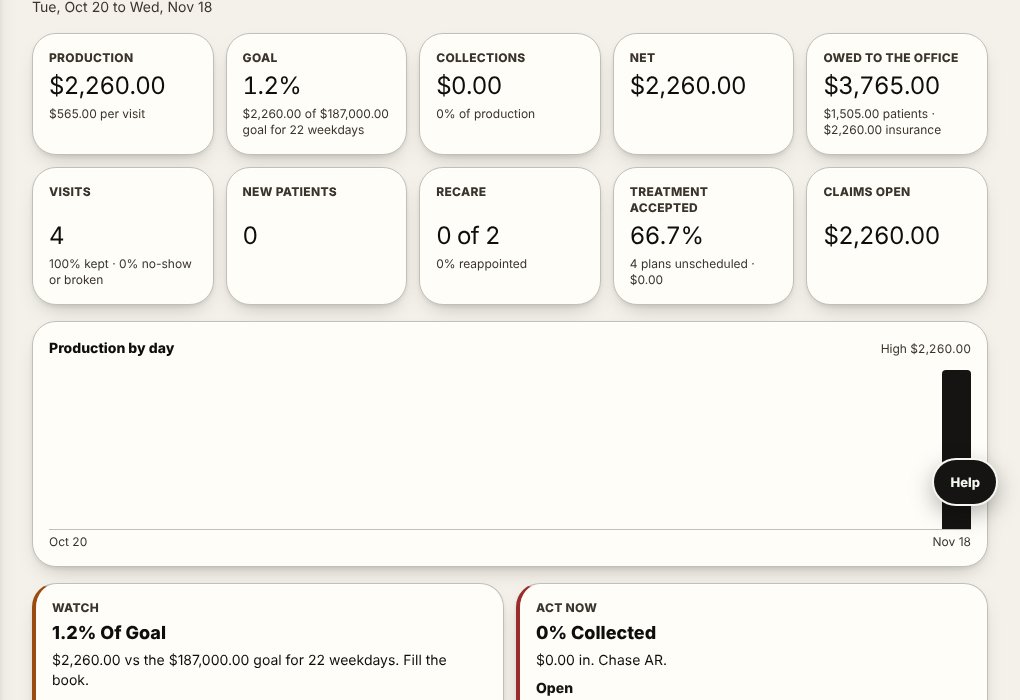 Tue, Oct 20 to Wed, Nov 18
PRODUCTION
$2,260.00
$565.00 per visit
GOAL
1.2%
$2,260.00 of $187,000.00
goal for 22 weekdays
COLLECTIONS
$0.00
0% of production
NET
$2,260.00
OWED TO THE OFFICE
$3,765.00
$1,505.00 patients ·
$2,260.00 insurance
VISITS
4
100% kept · 0% no-show
or broken
NEW PATIENTS
0
RECARE
0 of 2
0% reappointed
TREATMENT
ACCEPTED
66.7%
4 plans unscheduled ·
$0.00
CLAIMS OPEN
$2,260.00
Production by day
High $2,260.00
Help
Oct 20
Nov 18
WATCH
1.2% Of Goal
$2,260.00 vs the $187,000.00 goal for 22 weekdays. Fill the
book.
ACT NOW
0% Collected
$0.00 in. Chase AR.
Open